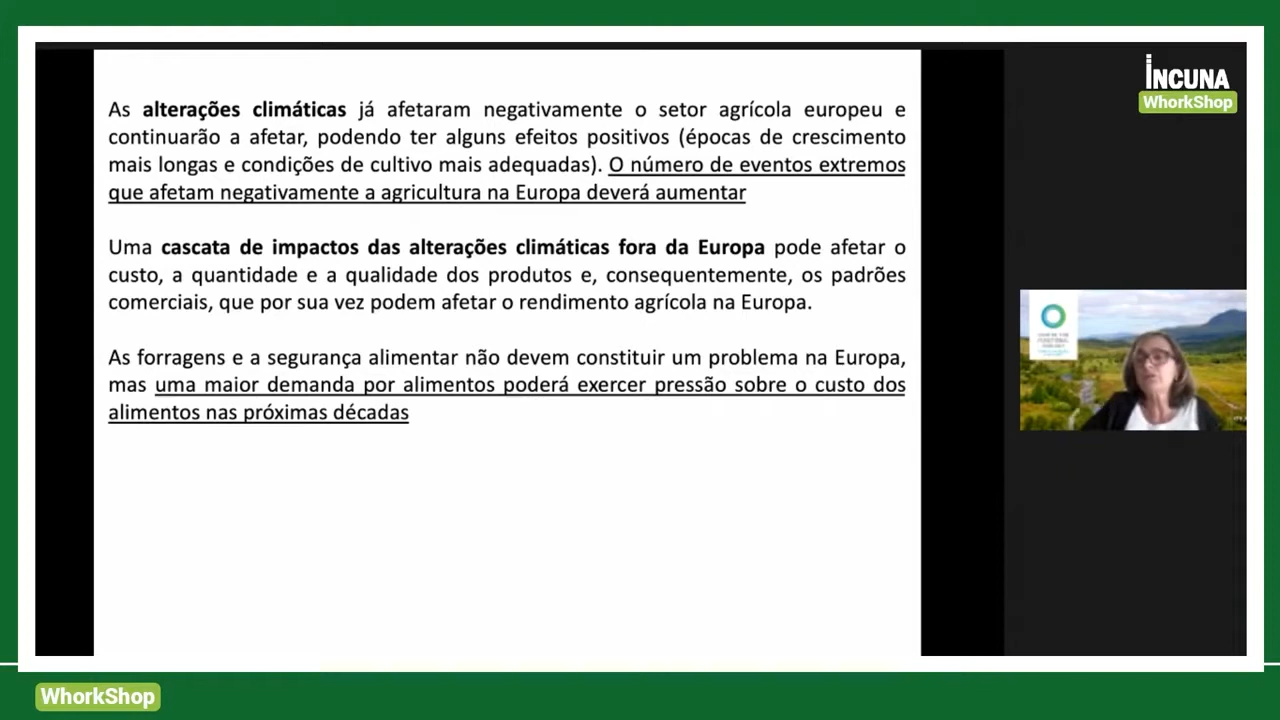 As alterações climáticas já afetaram negativamente o setor agrícola europeu e
continuarão a afetar, podendo ter alguns efeitos positivos (épocas de crescimento
mais longas e condições de cultivo mais adequadas). O número de eventos extremos
que afetam negativamente a agricultura na Europa deverá aumentar
Uma cascata de impactos das alterações climáticas fora da Europa pode afetar o
custo, a quantidade e a qualidade dos produtos e, consequentemente, os padrões
comerciais, que por sua vez podem afetar o rendimento agrícola na Europa.
As forragens e a segurança alimentar não devem constituir um problema na Europa,
mas uma maior demanda por alimentos poderá exercer pressão sobre o custo dos
alimentos nas próximas décadas
INCUNA
WhorkShop
WhorkShop